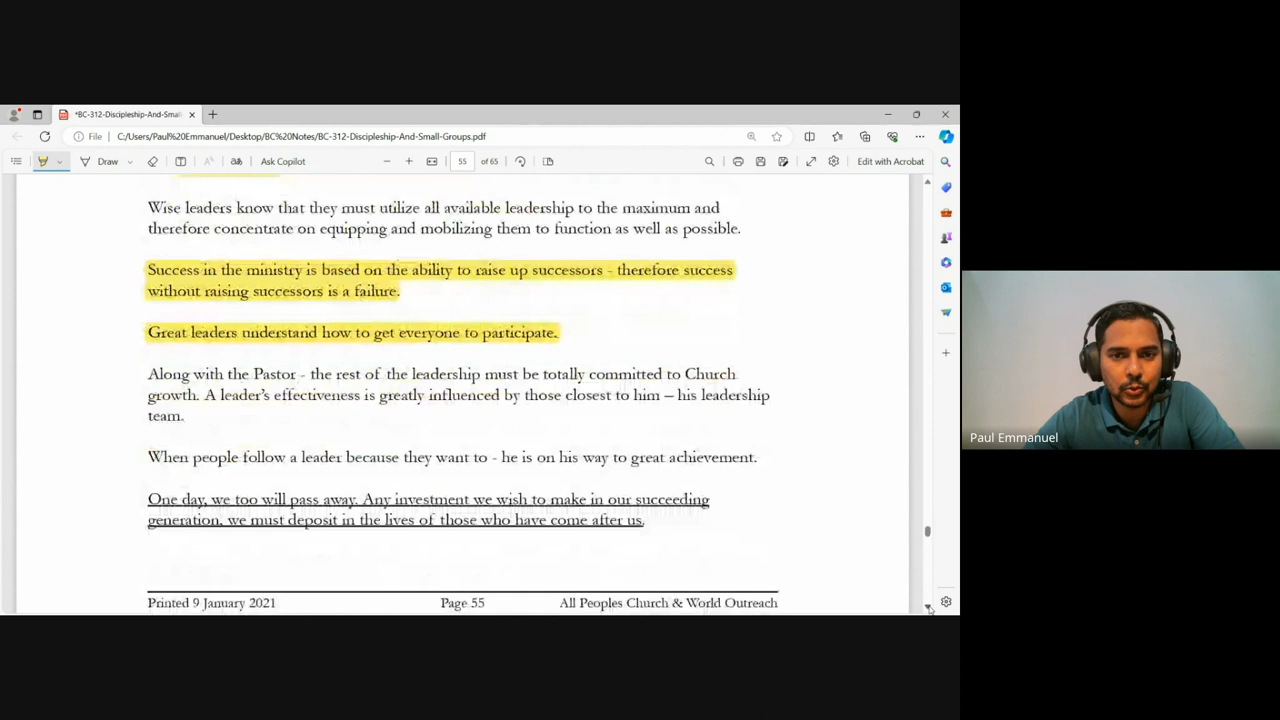 *BC-312-Discipleship-And-Smal
File
C:/Users/Paul%20Emmanuel/Desktop/BC%20Notes/BC-312-Discipleship-And-Small-Groups.pdf
Draw
Ask Copilot
55 of 65
Edit with Acrobat
Wise leaders know that they must utilize all available leadership to the maximum and
therefore concentrate on equipping and mobilizing them to function as well as possible.
Success in the ministry is based on the ability to raise up successors - therefore success
without raising successors is a failure.
Great leaders understand how to get everyone to participate.
Along with the Pastor - the rest of the leadership must be totally committed to Church
growth. A leader's effectiveness is greatly influenced by those closest to him – his leadership
team.
When people follow a leader because they want to - he is on his way to great achievement.
One day, we too will pass away. Any investment we wish to make in our succeeding
generation, we must deposit in the lives of those who have come after us.
Printed 9 January 2021 Page 55 All Peoples Church & World Outreach
Paul Emmanuel